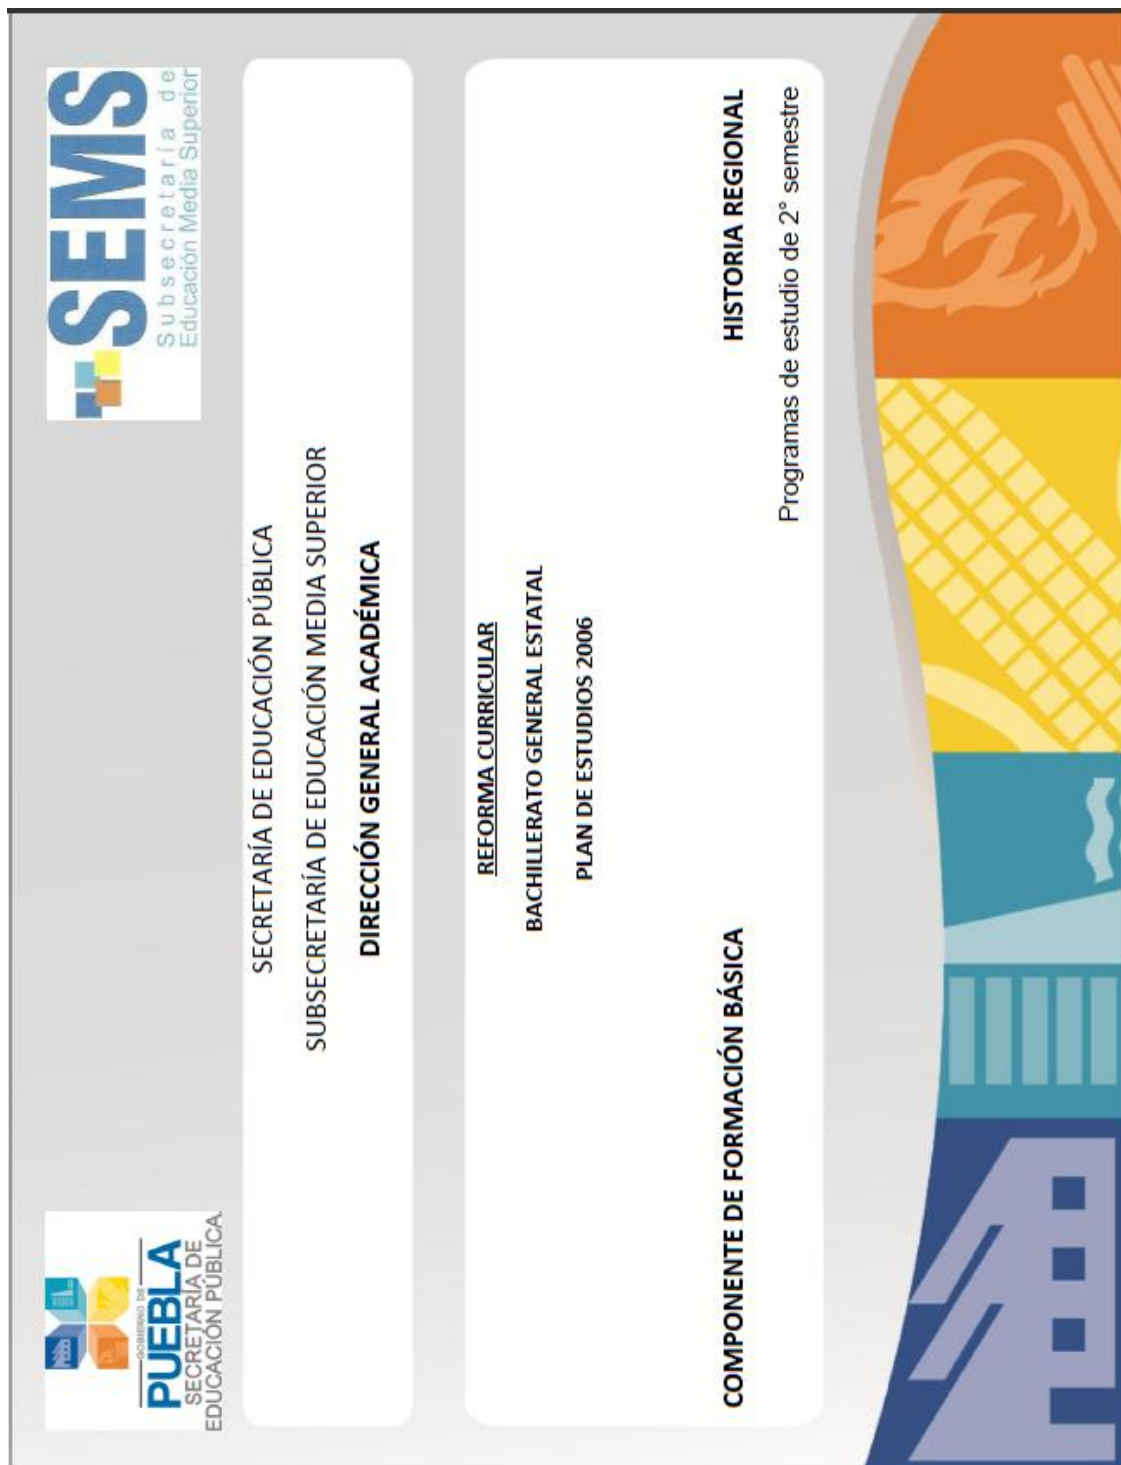 GOBIERNO DE
PUEBLA
SECRETARÍA DE
EDUCACIÓN PÚBLICA
SEMS
Subsecretaría de
Educación Media Superior
SECRETARÍA DE EDUCACIÓN PÚBLICA
SUBSECRETARÍA DE EDUCACIÓN MEDIA SUPERIOR
DIRECCIÓN GENERAL ACADÉMICA
REFORMA CURRICULAR
BACHILLERATO GENERAL ESTATAL
PLAN DE ESTUDIOS 2006
COMPONENTE DE FORMACIÓN BÁSICA
HISTORIA REGIONAL
Programas de estudio de 2° semestre